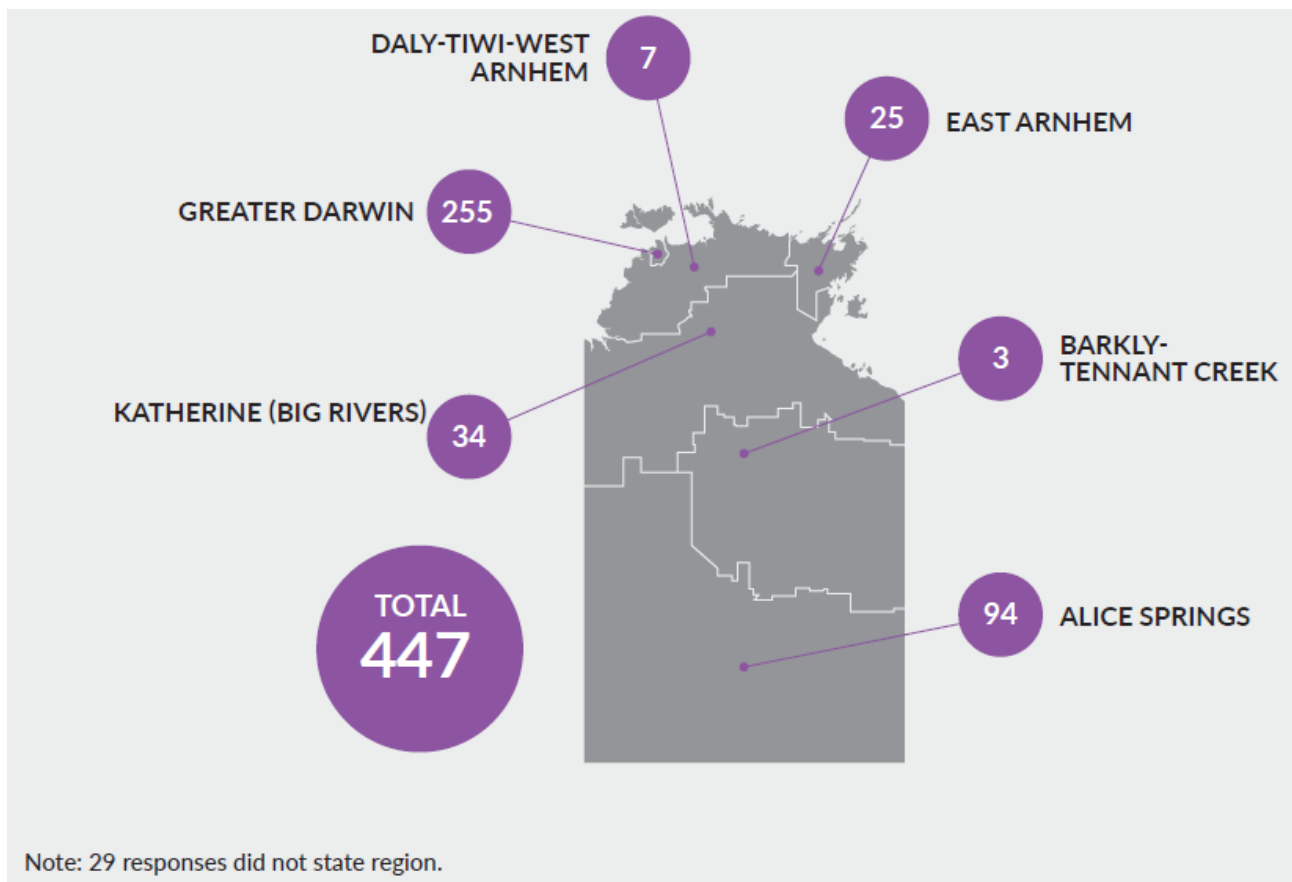 DALY-TIWI-WEST
ARNHEM
7
25
EAST ARNHEM
GREATER DARWIN
255
3
BARKLY-
TENNANT CREEK
KATHERINE (BIG RIVERS)
34
TOTAL
447
94
ALICE SPRINGS
Note: 29 responses did not state region.